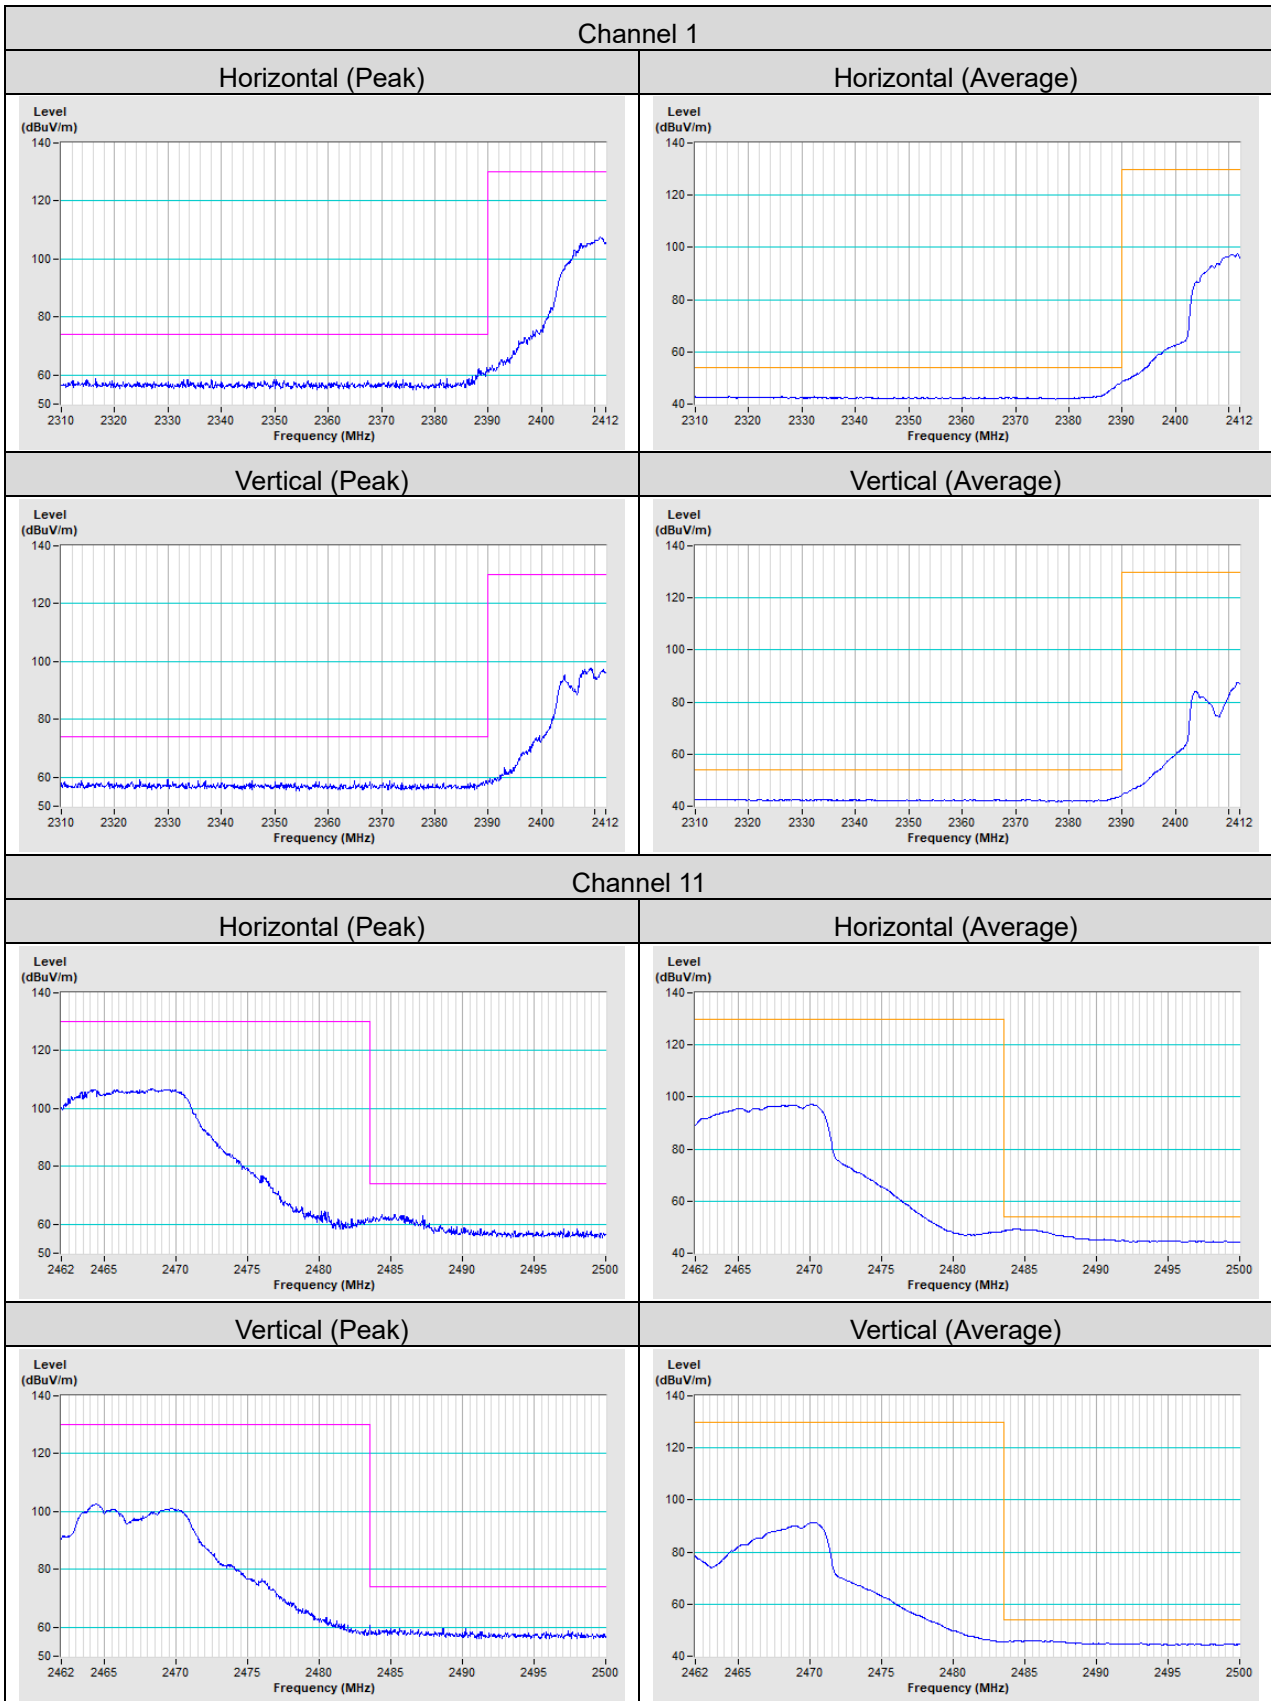 Channel 1
Horizontal (Peak) Horizontal (Average)
Level
(dBuV/m)
140
120
100
80
60
50
2310 2320 2330 2340 2350 2360 2370 2380 2390 2400 2412
Frequency (MHz)
Level
(dBuV/m)
140
120
100
80
60
40
2310 2320 2330 2340 2350 2360 2370 2380 2390 2400 2412
Frequency (MHz)
Vertical (Peak) Vertical (Average)
Level
(dBuV/m)
140
120
100
80
60
50
2310 2320 2330 2340 2350 2360 2370 2380 2390 2400 2412
Frequency (MHz)
Level
(dBuV/m)
140
120
100
80
60
40
2310 2320 2330 2340 2350 2360 2370 2380 2390 2400 2412
Frequency (MHz)
Channel 11
Horizontal (Peak) Horizontal (Average)
Level
(dBuV/m)
140
120
100
80
60
50
2462 2465 2470 2475 2480 2485 2490 2495 2500
Frequency (MHz)
Level
(dBuV/m)
140
120
100
80
60
40
2462 2465 2470 2475 2480 2485 2490 2495 2500
Frequency (MHz)
Vertical (Peak) Vertical (Average)
Level
(dBuV/m)
140
120
100
80
60
50
2462 2465 2470 2475 2480 2485 2490 2495 2500
Frequency (MHz)
Level
(dBuV/m)
140
120
100
80
60
40
2462 2465 2470 2475 2480 2485 2490 2495 2500
Frequency (MHz)